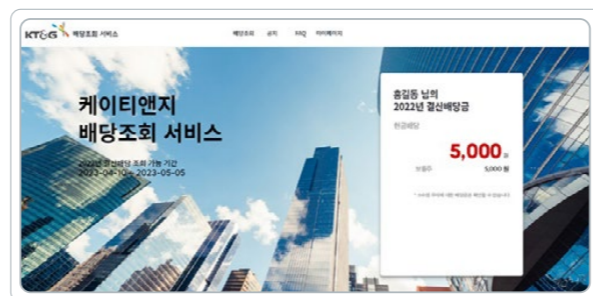 KT&G 배당조회 서비스
배당조회 공지 FAQ 마이페이지
케이티앤지
배당조회 서비스
2022년 결산배당 조회 가능 기간
2023-04-10 ~ 2023-05-05
홍길동 님의
2022년 결산배당금
현금배당
5,000 원
보통주 5,000 원